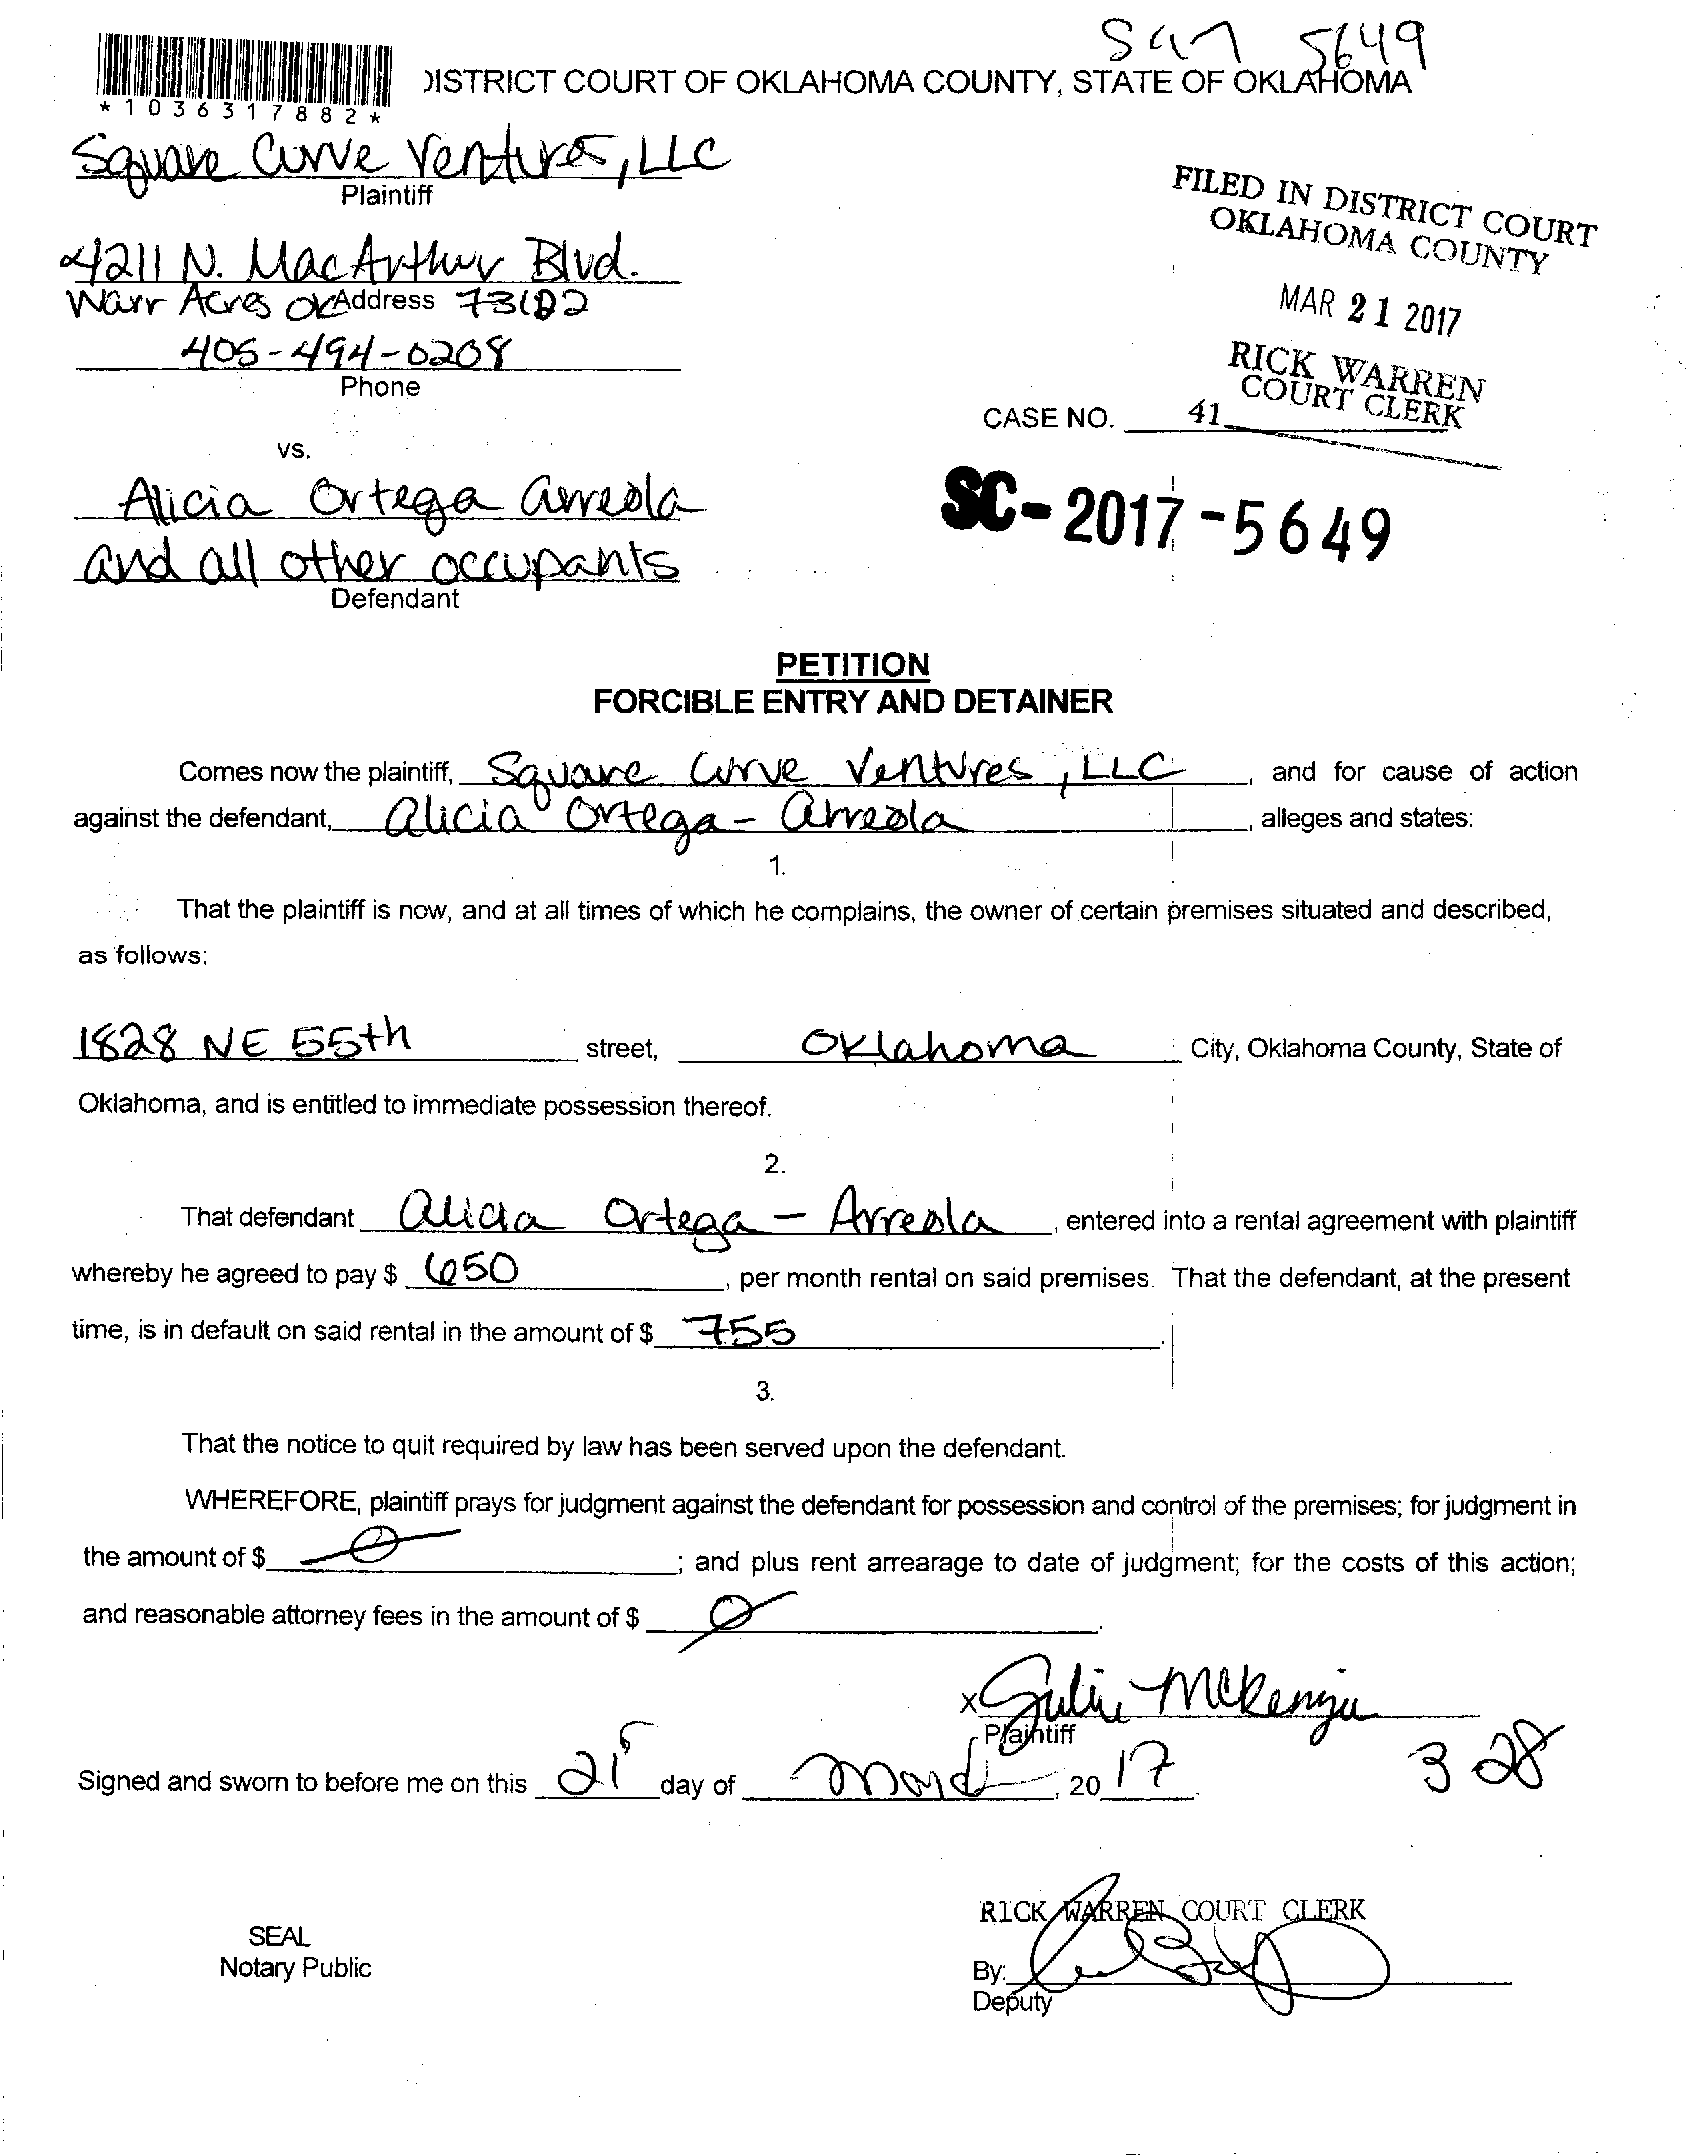 5649
DISTRICT COURT OF OKLAHOMA COUNTY, STATE OF OKLAHOMA
*1036317882*
Square Curve Ventures, LLC
Plaintiff
FILED IN DISTRICT COURT
OKLAHOMA COUNTY
4211 N. MacArthur Blvd.
Warr Acres OK Address 73122
MAR 21 2017
405-494-0208
Phone
RICK WARREN
COURT CLERK
CASE NO. 41
vs.
Alicia Ortega Arreola
SC-2017-5649
and all other occupants
Defendant
PETITION
FORCIBLE ENTRY AND DETAINER
Comes now the plaintiff, Square Curve Ventures, LLC, and for cause of action
against the defendant, Alicia Ortega-Arreola, alleges and states:
1.
That the plaintiff is now, and at all times of which he complains, the owner of certain premises situated and described,
as follows:
1828 NE 55th street, Oklahoma City, Oklahoma County, State of
Oklahoma, and is entitled to immediate possession thereof.
2.
That defendant Alicia Ortega-Arreola, entered into a rental agreement with plaintiff
whereby he agreed to pay $ 650, per month rental on said premises. That the defendant, at the present
time, is in default on said rental in the amount of $ 755.
3.
That the notice to quit required by law has been served upon the defendant.
WHEREFORE, plaintiff prays for judgment against the defendant for possession and control of the premises; for judgment in
the amount of $ 0; and plus rent arrearage to date of judgment; for the costs of this action;
and reasonable attorney fees in the amount of $ 0.
x Julie McKenzie
Plaintiff
Signed and sworn to before me on this 21 day of March, 20 17
3 28
RICK WARREN COURT CLERK
SEAL
Notary Public
By:
Deputy